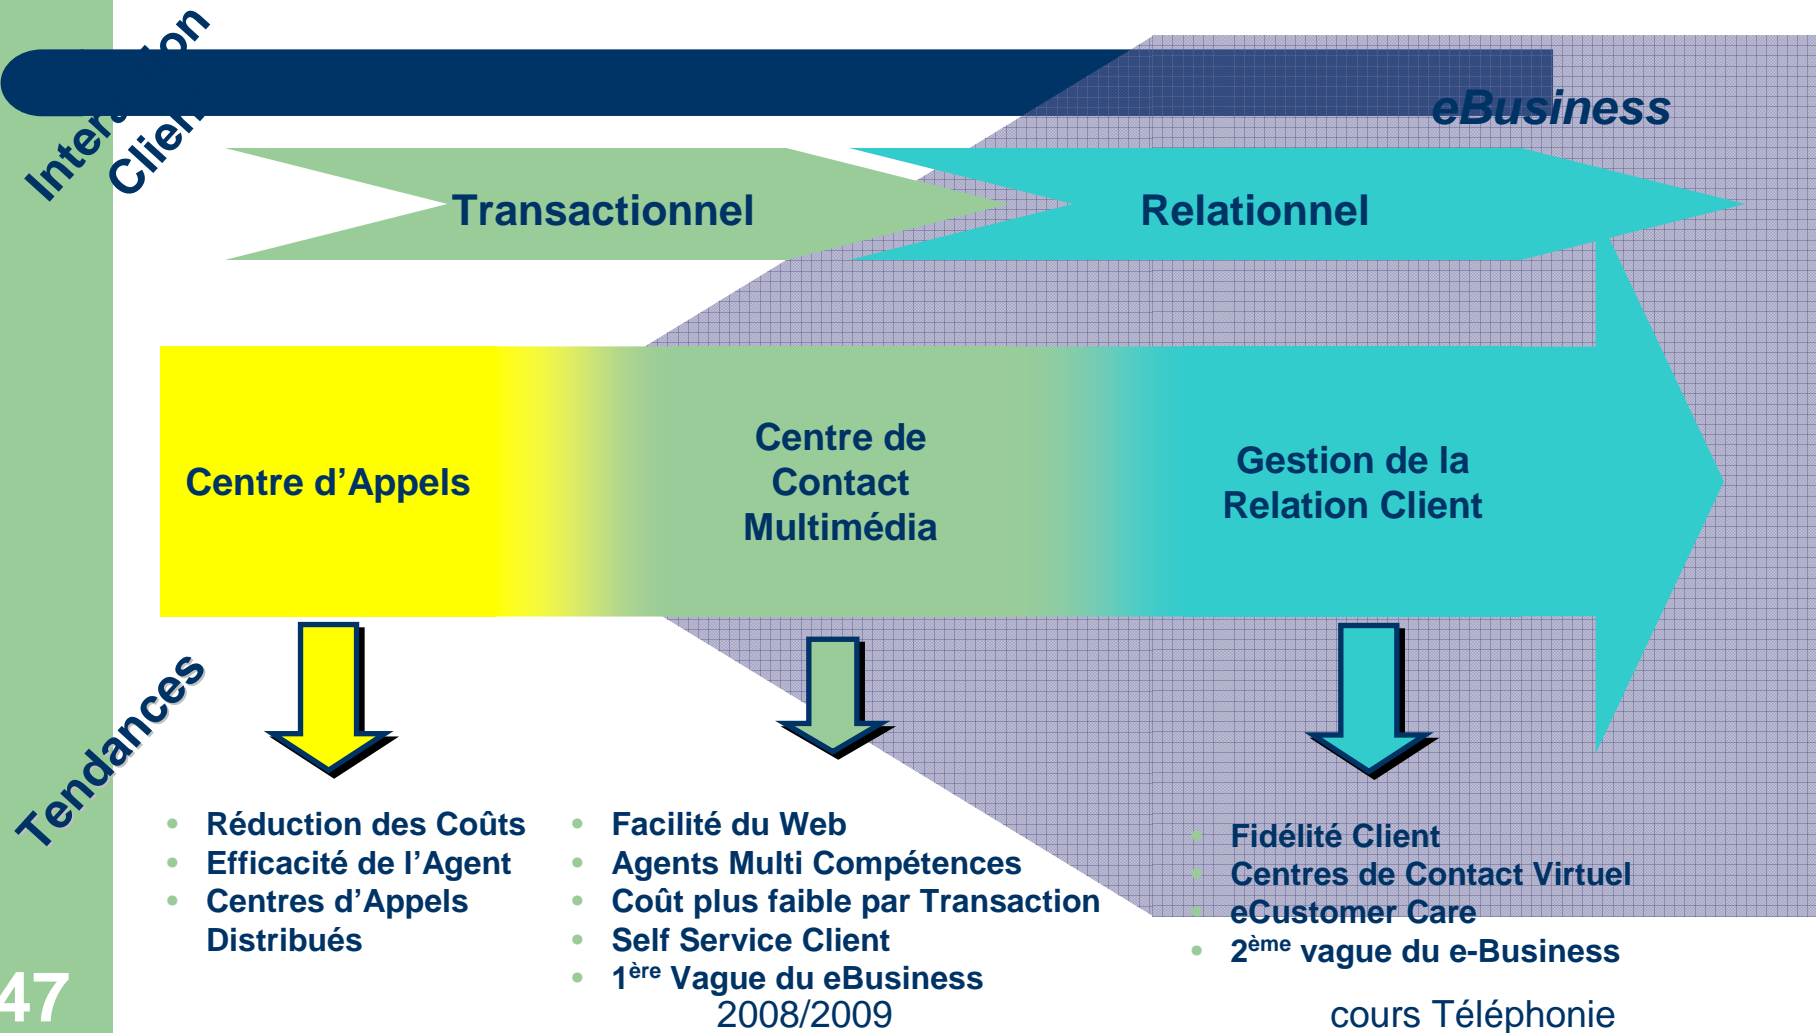 Interaction
Client
eBusiness
Transactionnel
Relationnel
Centre d’Appels
Centre de
Contact
Multimédia
Gestion de la
Relation Client
Tendances
• Réduction des Coûts
• Efficacité de l’Agent
• Centres d’Appels
Distribués
• Facilité du Web
• Agents Multi Compétences
• Coût plus faible par Transaction
• Self Service Client
• 1ère Vague du eBusiness
• Fidélité Client
• Centres de Contact Virtuel
• eCustomer Care
• 2ème vague du e-Business
47
2008/2009
cours Téléphonie